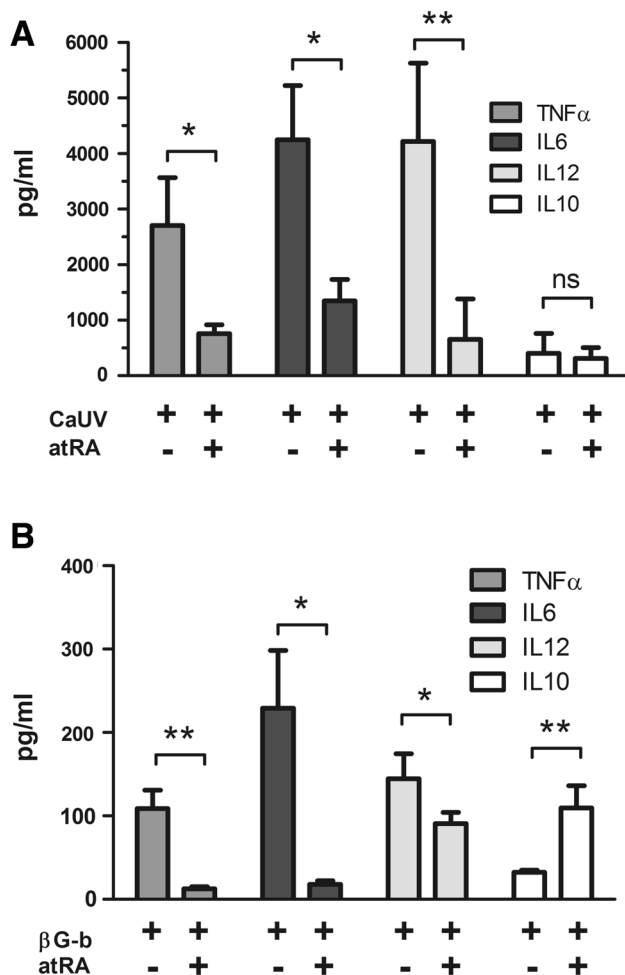 A
6000
5000
4000
3000
2000
1000
0
pg/ml
* * ** ns
TNFα
IL6
IL12
IL10
CaUV + + + + + + + +
atRA - + - + - + - +
B
400
300
200
100
0
pg/ml
** * * **
TNFα
IL6
IL12
IL10
βG-b + + + + + + + +
atRA - + - + - + - +